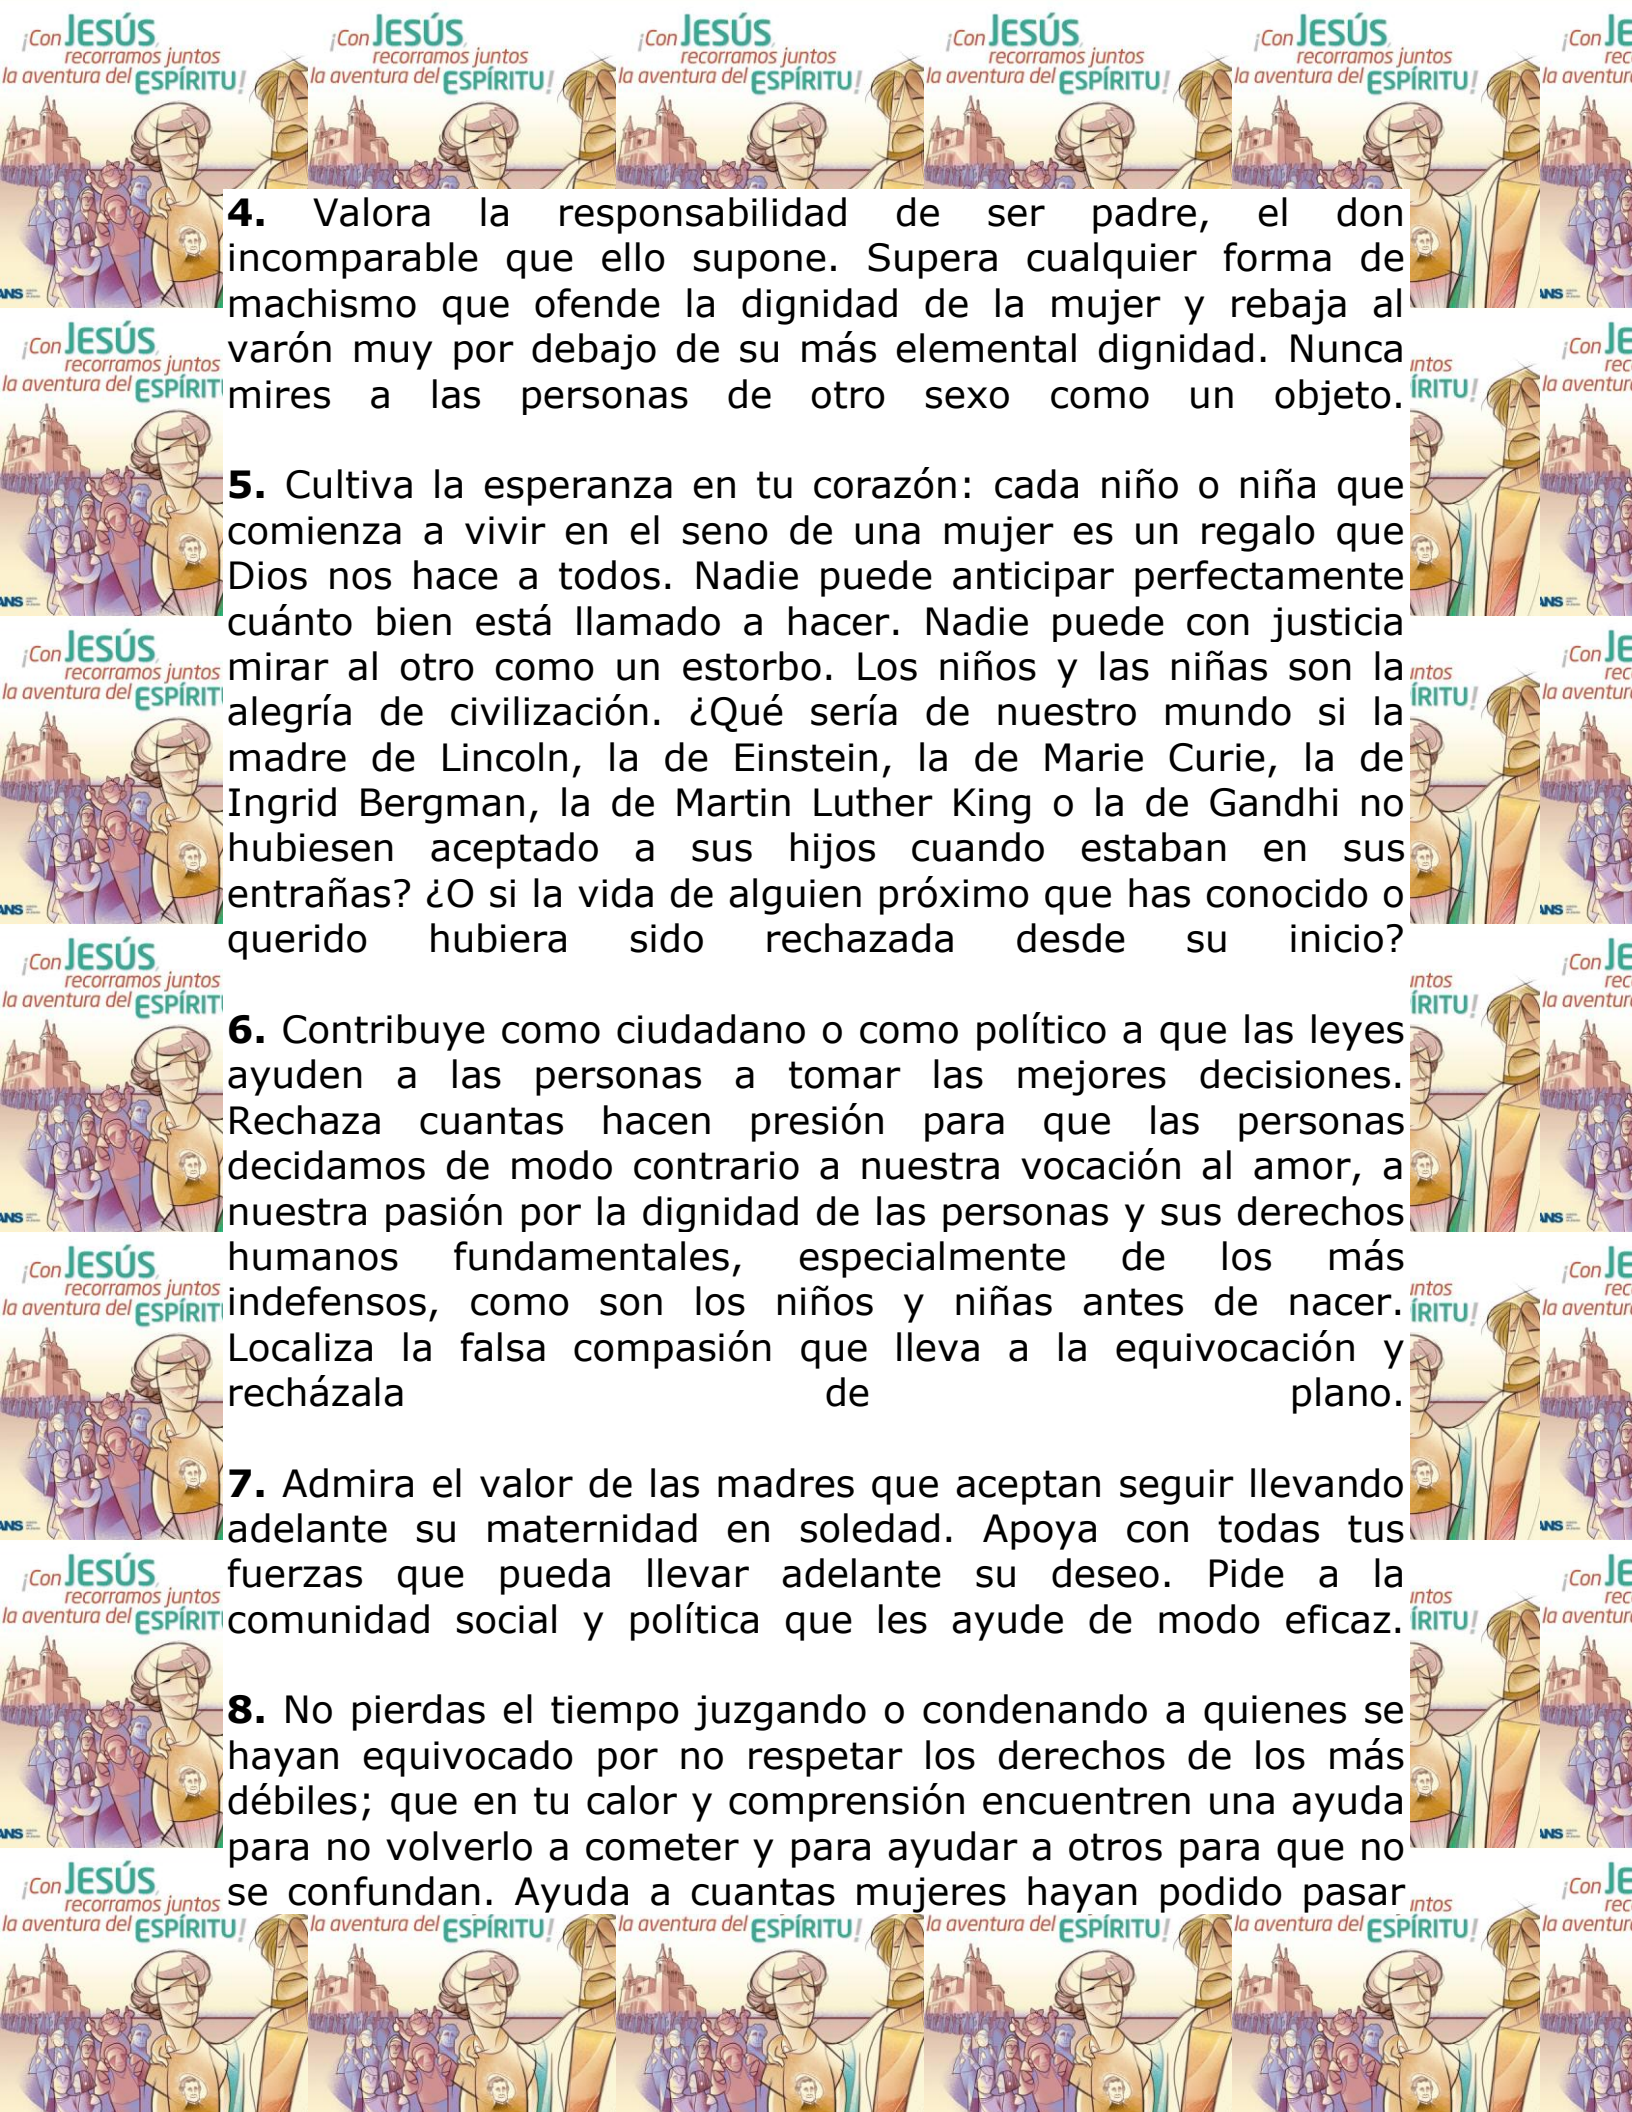 ¡Con JESÚS,
recorramos juntos
la aventura del ESPÍRITU!
4. Valora la responsabilidad de ser padre, el don
incomparable que ello supone. Supera cualquier forma de
machismo que ofende la dignidad de la mujer y rebaja al
varón muy por debajo de su más elemental dignidad. Nunca
mires a las personas de otro sexo como un objeto.
5. Cultiva la esperanza en tu corazón: cada niño o niña que
comienza a vivir en el seno de una mujer es un regalo que
Dios nos hace a todos. Nadie puede anticipar perfectamente
cuánto bien está llamado a hacer. Nadie puede con justicia
mirar al otro como un estorbo. Los niños y las niñas son la
alegría de civilización. ¿Qué sería de nuestro mundo si la
madre de Lincoln, la de Einstein, la de Marie Curie, la de
Ingrid Bergman, la de Martin Luther King o la de Gandhi no
hubiesen aceptado a sus hijos cuando estaban en sus
entrañas? ¿O si la vida de alguien próximo que has conocido o
querido hubiera sido rechazada desde su inicio?
6. Contribuye como ciudadano o como político a que las leyes
ayuden a las personas a tomar las mejores decisiones.
Rechaza cuantas hacen presión para que las personas
decidamos de modo contrario a nuestra vocación al amor, a
nuestra pasión por la dignidad de las personas y sus derechos
humanos fundamentales, especialmente de los más
indefensos, como son los niños y niñas antes de nacer.
Localiza la falsa compasión que lleva a la equivocación y
recházala de plano.
7. Admira el valor de las madres que aceptan seguir llevando
adelante su maternidad en soledad. Apoya con todas tus
fuerzas que pueda llevar adelante su deseo. Pide a la
comunidad social y política que les ayude de modo eficaz.
8. No pierdas el tiempo juzgando o condenando a quienes se
hayan equivocado por no respetar los derechos de los más
débiles; que en tu calor y comprensión encuentren una ayuda
para no volverlo a cometer y para ayudar a otros para que no
se confundan. Ayuda a cuantas mujeres hayan podido pasar